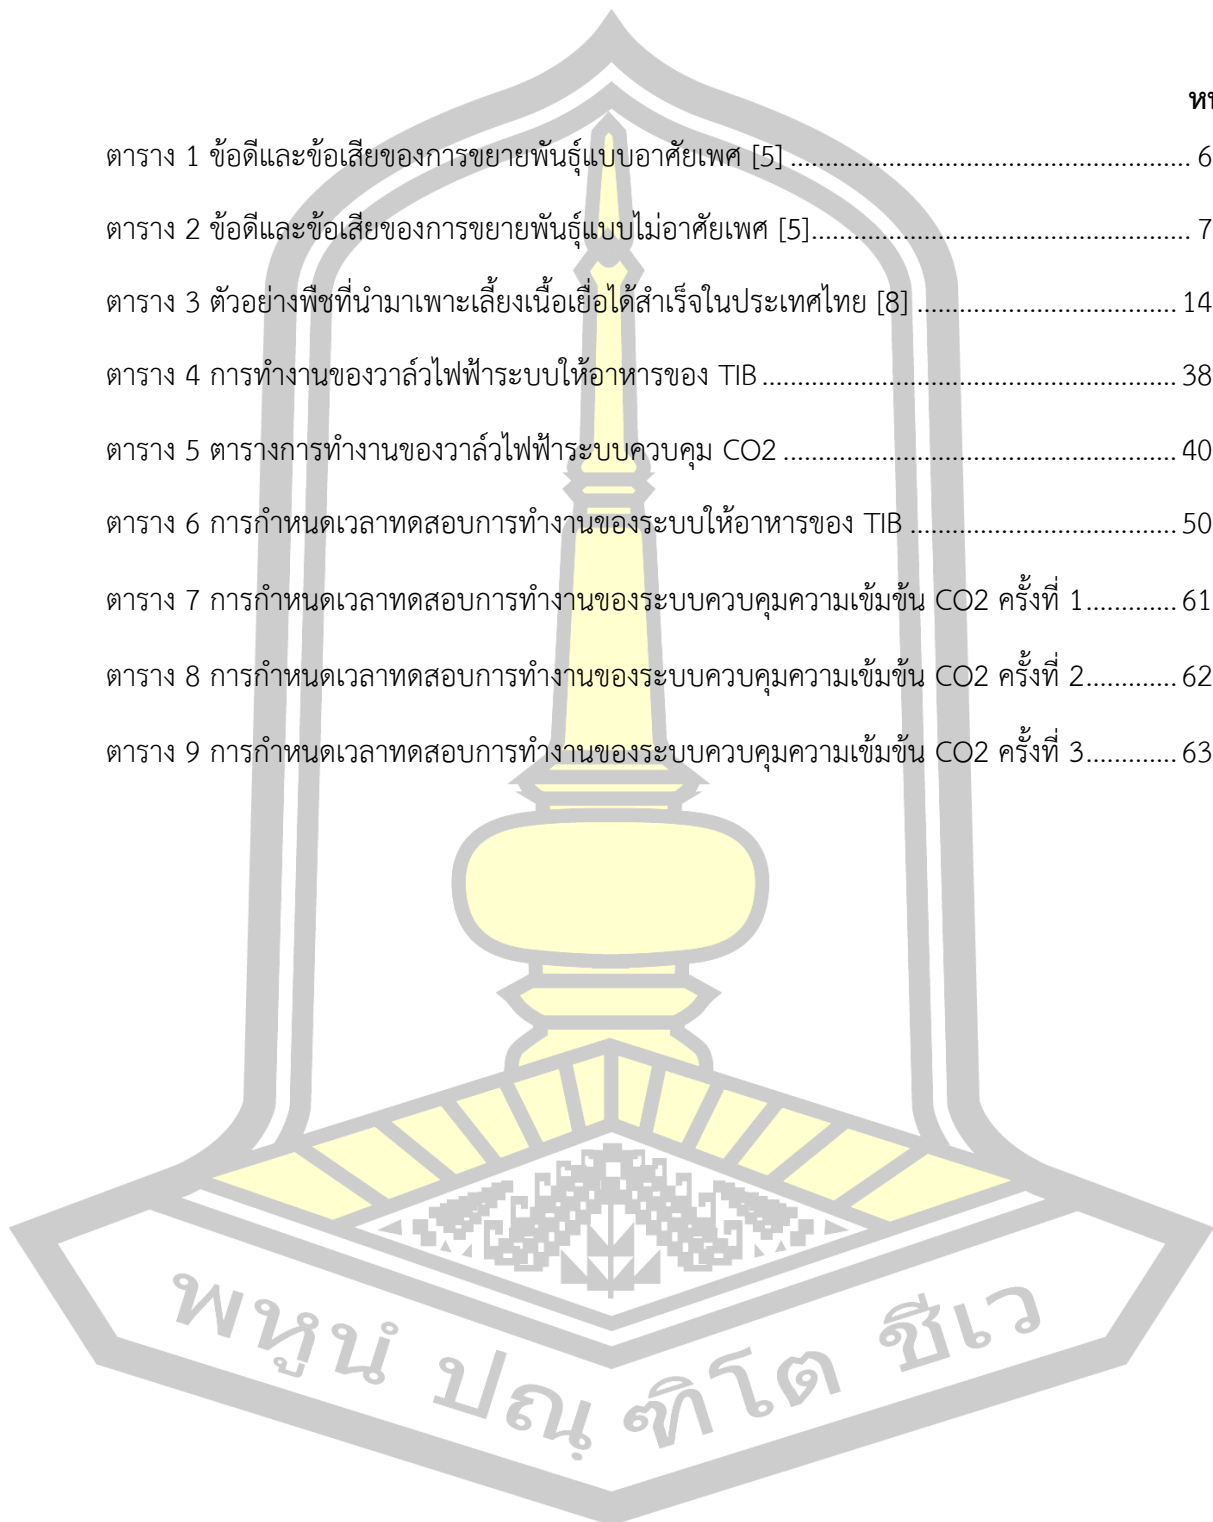 ตาราง 1 ข้อดีและข้อเสียของการขยายพันธุ์แบบอาศัยเพศ [5] ................................................ 6
ตาราง 2 ข้อดีและข้อเสียของการขยายพันธุ์แบบไม่อาศัยเพศ [5]............................................. 7
ตาราง 3 ตัวอย่างพืชที่นำมาเพาะเลี้ยงเนื้อเยื่อได้สำเร็จในประเทศไทย [8] ............................... 14
ตาราง 4 การทำงานของวาล์วไฟฟ้าระบบให้อาหารของ TIB .................................................. 38
ตาราง 5 ตารางการทำงานของวาล์วไฟฟ้าระบบควบคุม CO2 ............................................... 40
ตาราง 6 การกำหนดเวลาทดสอบการทำงานของระบบให้อาหารของ TIB ................................ 50
ตาราง 7 การกำหนดเวลาทดสอบการทำงานของระบบควบคุมความเข้มข้น CO2 ครั้งที่ 1............. 61
ตาราง 8 การกำหนดเวลาทดสอบการทำงานของระบบควบคุมความเข้มข้น CO2 ครั้งที่ 2............. 62
ตาราง 9 การกำหนดเวลาทดสอบการทำงานของระบบควบคุมความเข้มข้น CO2 ครั้งที่ 3............. 63
พหูนํ ปณฺ ฑิโต ชีเว